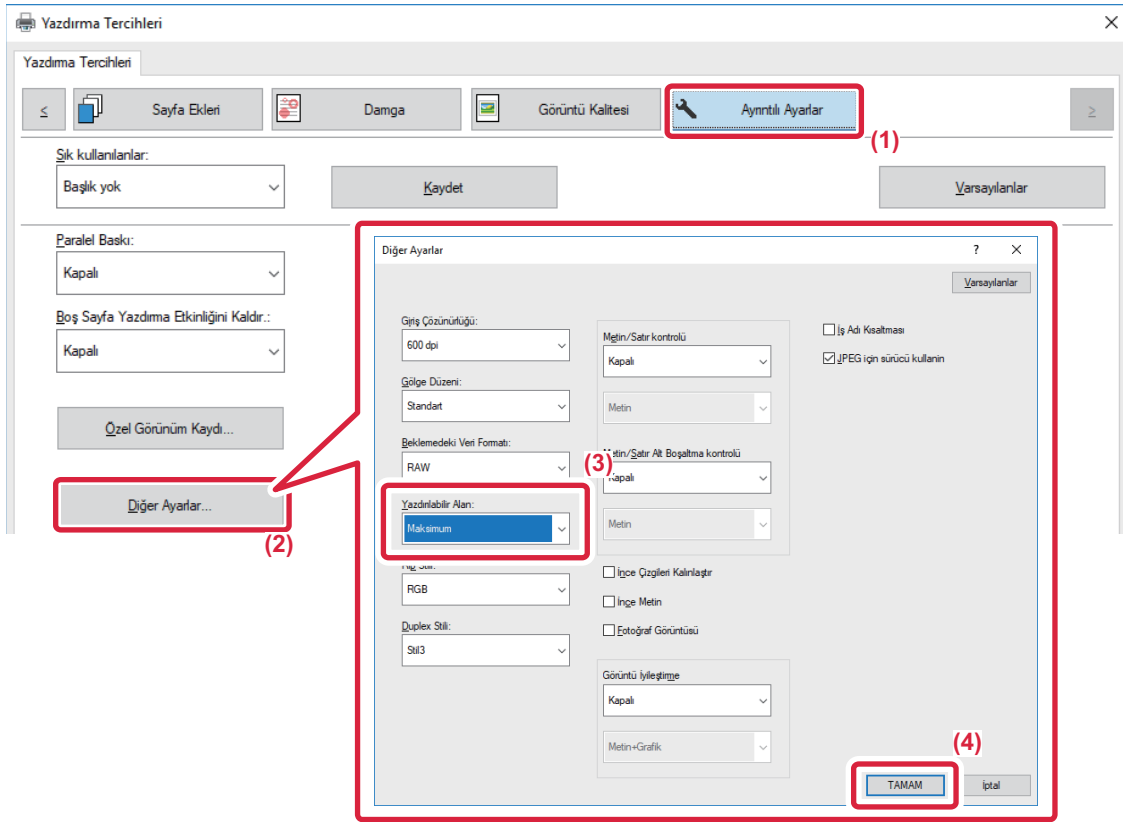 Yazdırma Tercihleri
Yazdırma Tercihleri
<
Sayfa Ekleri
Damga
Görüntü Kalitesi
Ayrıntılı Ayarlar
>
(1)
Sık kullanılanlar:
Başlık yok
Kaydet
Varsayılanlar
Paralel Baskı:
Kapalı
Boş Sayfa Yazdırma Etkinliğini Kaldır.:
Kapalı
Özel Görünüm Kaydı...
Diğer Ayarlar...
(2)
Diğer Ayarlar
?
Varsayılanlar
Giriş Çözünürlüğü:
600 dpi
Gölge Düzeni:
Standart
Beklemedeki Veri Formatı:
RAW
(3)
Yazdırılabilir Alan:
Maksimum
Stili:
RGB
Duplex Stili:
Stil3
Metin/Satır kontrolü
Kapalı
Metin
Metin/Satır Alt Boşaltma kontrolü
Kapalı
Metin
İnce Çizgileri Kalınlaştır
İnce Metin
Fotoğraf Görüntüsü
Görüntü İyileştirme
Kapalı
Metin+Grafik
İş Adı Kısaltması
JPEG için sürücü kullanin
(4)
TAMAM
İptal